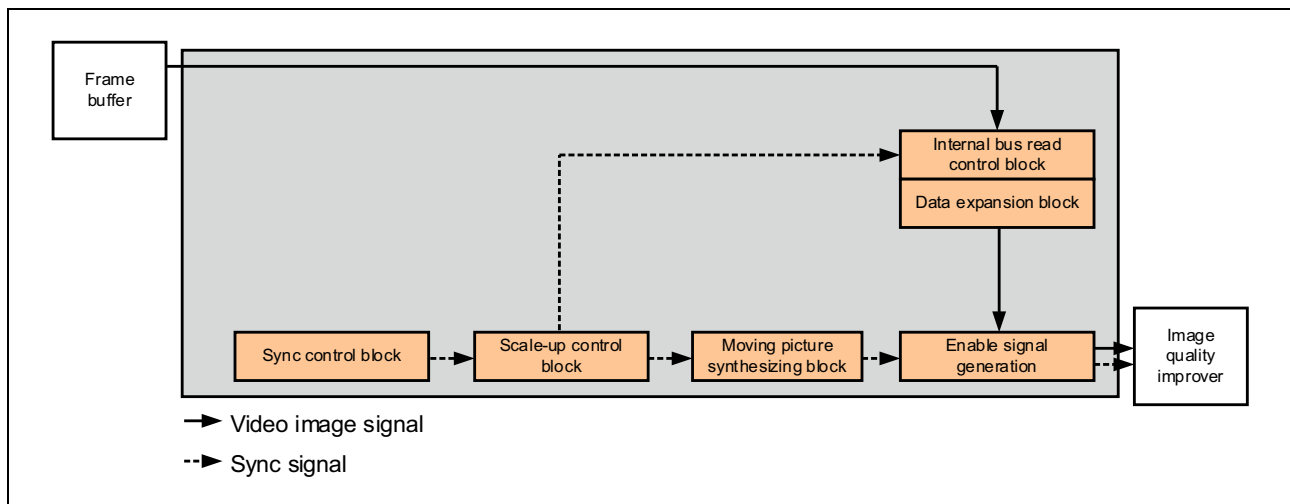 Frame
buffer
Internal bus read
control block
Data expansion block
Sync control block
Scale-up control
block
Moving picture
synthesizing block
Enable signal
generation
Image
quality
improver
Video image signal
Sync signal